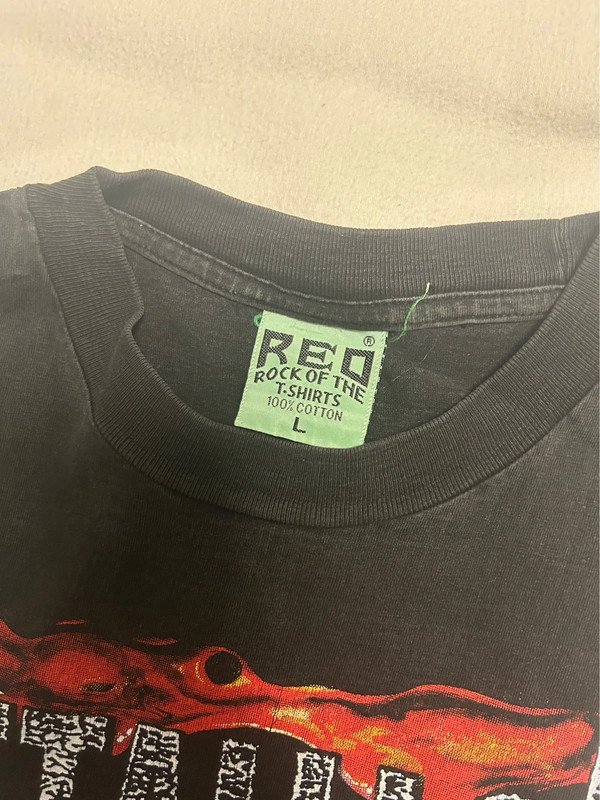 RED
®
ROCK OF THE
T-SHIRTS
100% COTTON
L